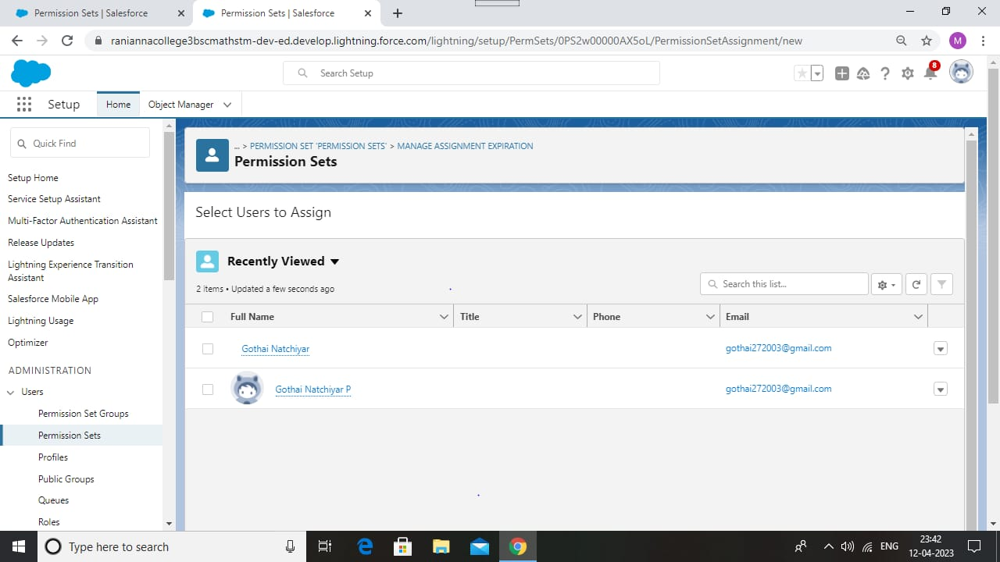 Permission Sets | Salesforce
Permission Sets | Salesforce
raniannacollege3bscmathstm-dev-ed.develop.lightning.force.com/lightning/setup/PermSets/0PS2w00000AX5oL/PermissionSetAssignment/new
M
Search Setup
8
Setup
Home
Object Manager
Quick Find
Setup Home
Service Setup Assistant
Multi-Factor Authentication Assistant
Release Updates
Lightning Experience Transition
Assistant
Salesforce Mobile App
Lightning Usage
Optimizer
ADMINISTRATION
Users
Permission Set Groups
Permission Sets
Profiles
Public Groups
Queues
Roles
... > PERMISSION SET 'PERMISSION SETS' > MANAGE ASSIGNMENT EXPIRATION
Permission Sets
Select Users to Assign
Recently Viewed
2 items • Updated a few seconds ago
Search this list...
Full Name Title Phone Email
Gothai Natchiyar gothai272003@gmail.com
Gothai Natchiyar P gothai272003@gmail.com
Type here to search
ENG
23:42
12-04-2023